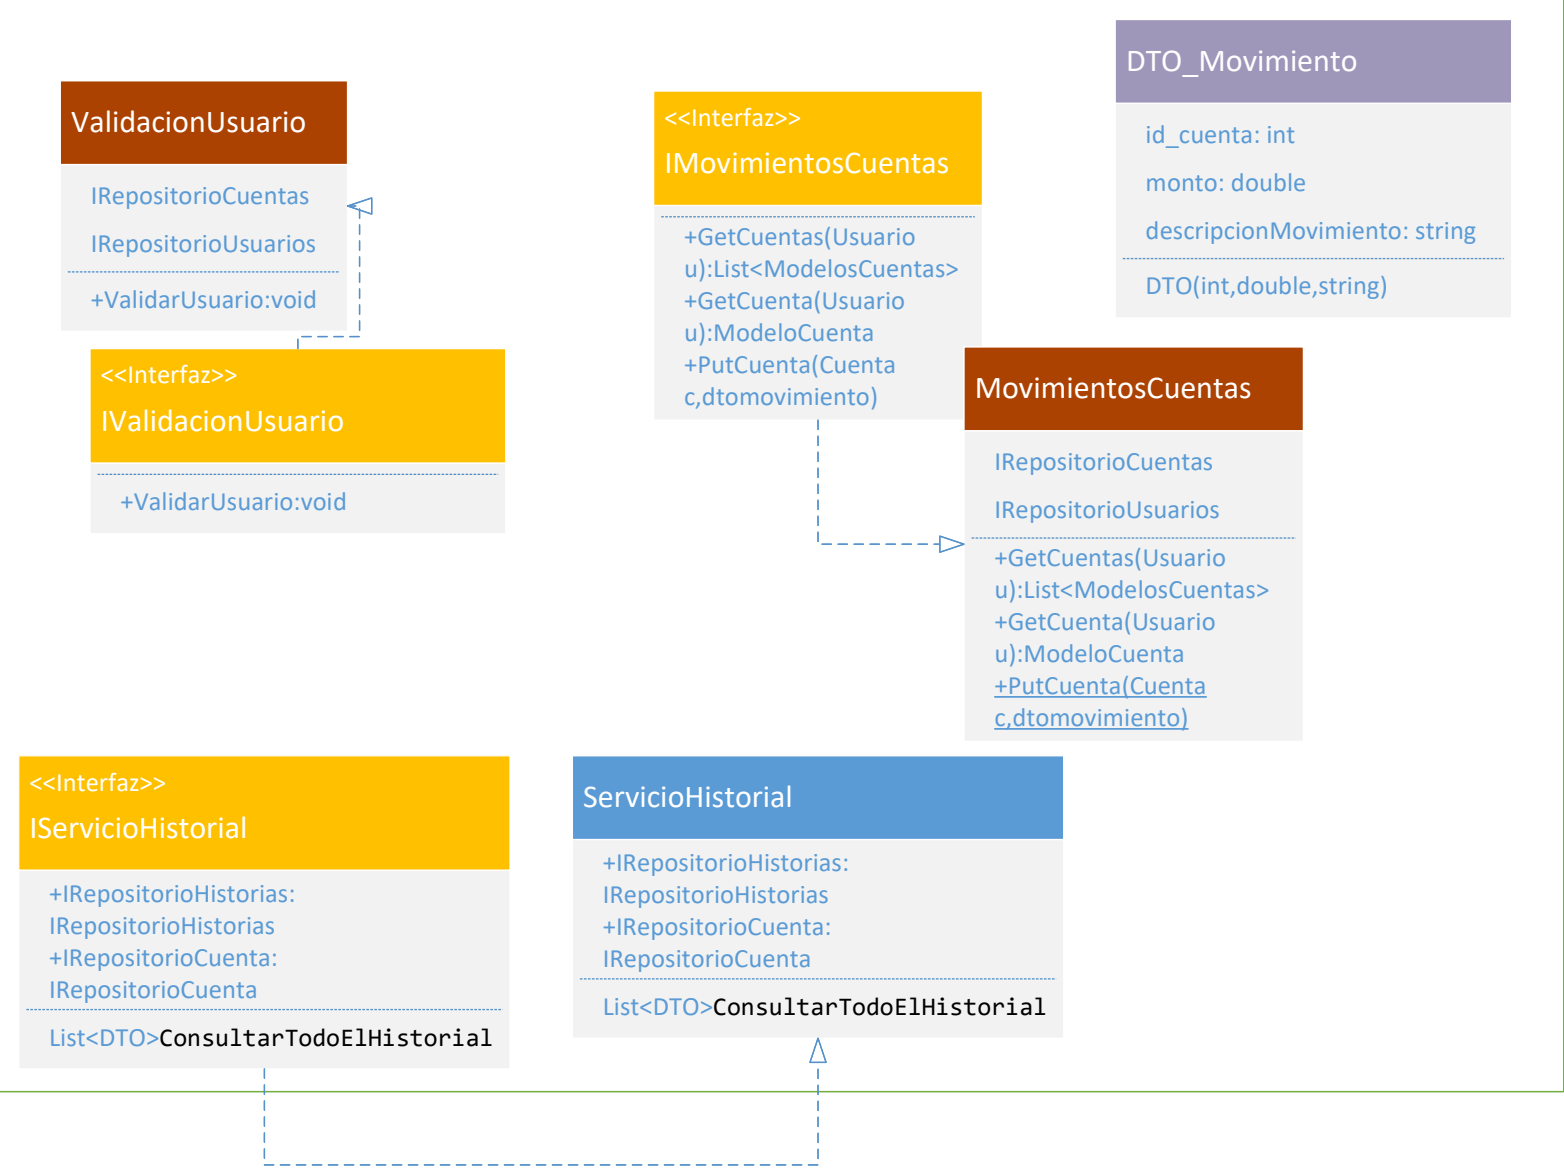 ValidacionUsuario
IRepositorioCuentas
IRepositorioUsuarios
+ValidarUsuario:void
<<Interfaz>>
IValidacionUsuario
+ValidarUsuario:void
<<Interfaz>>
IMovimientosCuentas
+GetCuentas(Usuario
u):List<ModelosCuentas>
+GetCuenta(Usuario
u):ModeloCuenta
+PutCuenta(Cuenta
c,dtomovimiento)
DTO_Movimiento
id_cuenta: int
monto: double
descripcionMovimiento: string
DTO(int,double,string)
MovimientosCuentas
IRepositorioCuentas
IRepositorioUsuarios
+GetCuentas(Usuario
u):List<ModelosCuentas>
+GetCuenta(Usuario
u):ModeloCuenta
+PutCuenta(Cuenta
c,dtomovimiento)
<<Interfaz>>
IServicioHistorial
+IRepositorioHistorias:
IRepositorioHistorias
+IRepositorioCuenta:
IRepositorioCuenta
List<DTO>ConsultarTodoElHistorial
ServicioHistorial
+IRepositorioHistorias:
IRepositorioHistorias
+IRepositorioCuenta:
IRepositorioCuenta
List<DTO>ConsultarTodoElHistorial